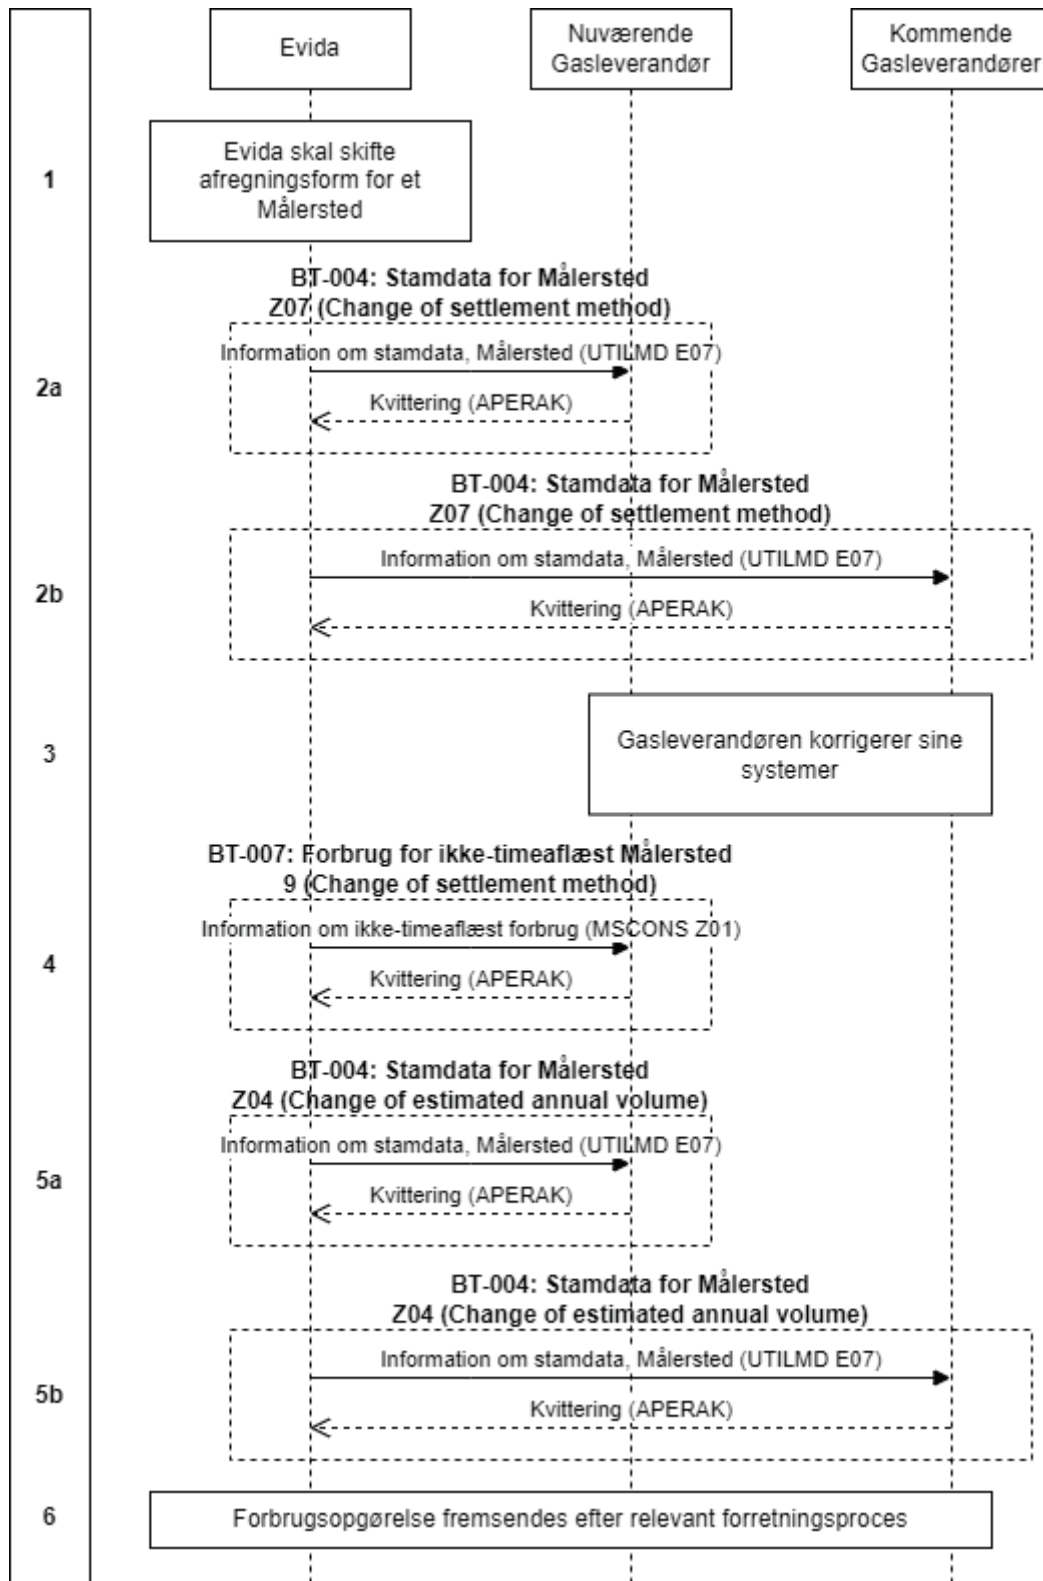 Evida
Nuværende
Gasleverandør
Kommende
Gasleverandører
1
Evida skal skifte
afregningsform for et
Målersted
BT-004: Stamdata for Målersted
Z07 (Change of settlement method)
2a
Information om stamdata, Målersted (UTILMD E07)
Kvittering (APERAK)
BT-004: Stamdata for Målersted
Z07 (Change of settlement method)
2b
Information om stamdata, Målersted (UTILMD E07)
Kvittering (APERAK)
3
Gasleverandøren korrigerer sine
systemer
BT-007: Forbrug for ikke-timeaflæst Målersted
9 (Change of settlement method)
4
Information om ikke-timeaflæst forbrug (MSCONS Z01)
Kvittering (APERAK)
BT-004: Stamdata for Målersted
Z04 (Change of estimated annual volume)
5a
Information om stamdata, Målersted (UTILMD E07)
Kvittering (APERAK)
BT-004: Stamdata for Målersted
Z04 (Change of estimated annual volume)
5b
Information om stamdata, Målersted (UTILMD E07)
Kvittering (APERAK)
6
Forbrugsopgørelse fremsendes efter relevant forretningsproces